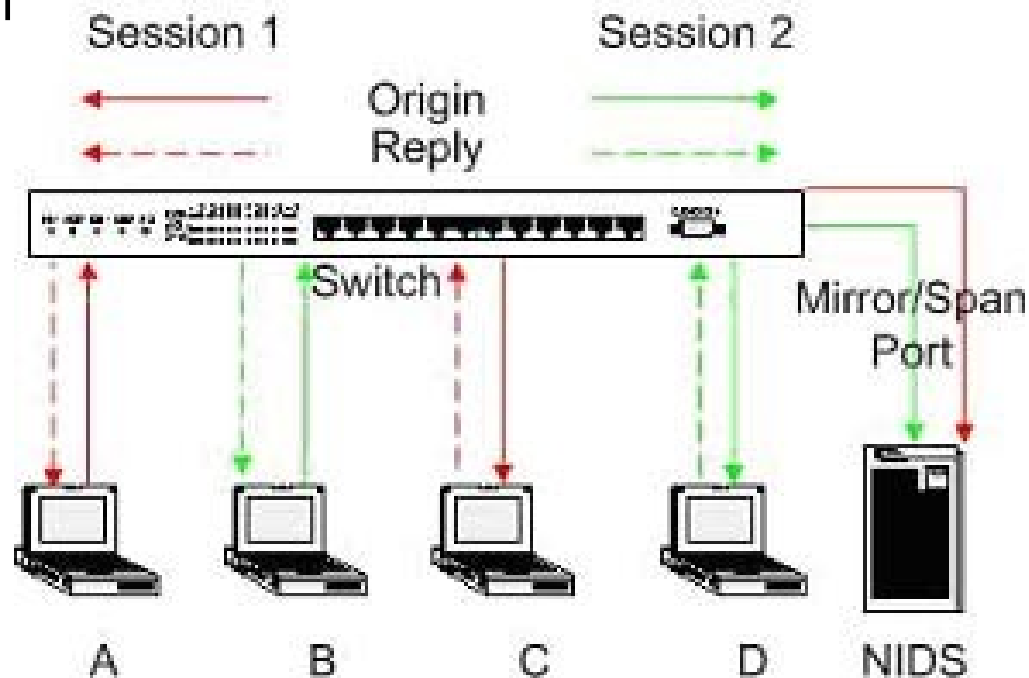 Session 1
Session 2
Origin
Reply
Switch
Mirror/Span
Port
A
B
C
D
NIDS